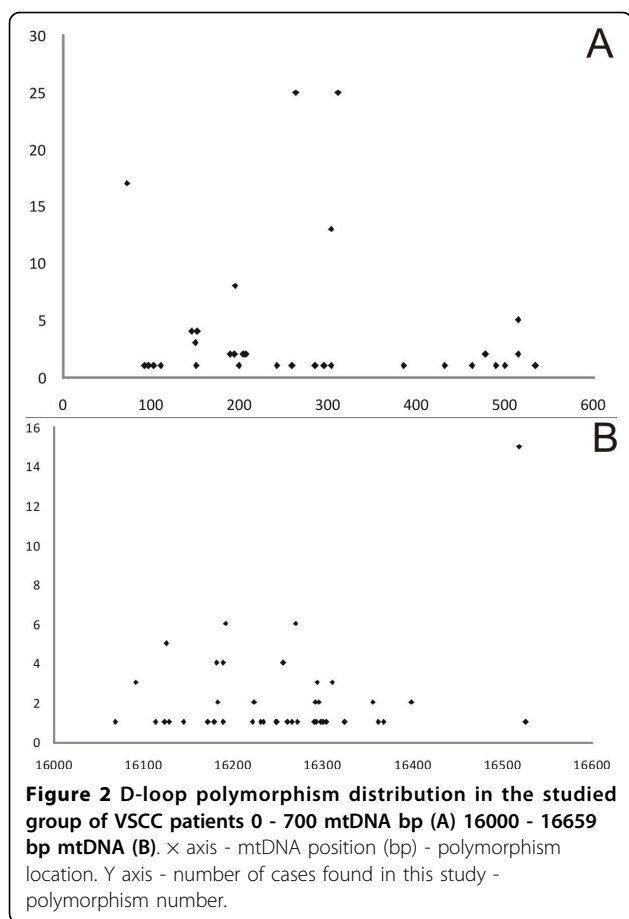 A
30
25
20
15
10
5
0
0 100 200 300 400 500 600
B
16
14
12
10
8
6
4
2
0
16000 16100 16200 16300 16400 16500 16600
Figure 2 D-loop polymorphism distribution in the studied
group of VSCC patients 0 - 700 mtDNA bp (A) 16000 - 16659
bp mtDNA (B). × axis - mtDNA position (bp) - polymorphism
location. Y axis - number of cases found in this study -
polymorphism number.